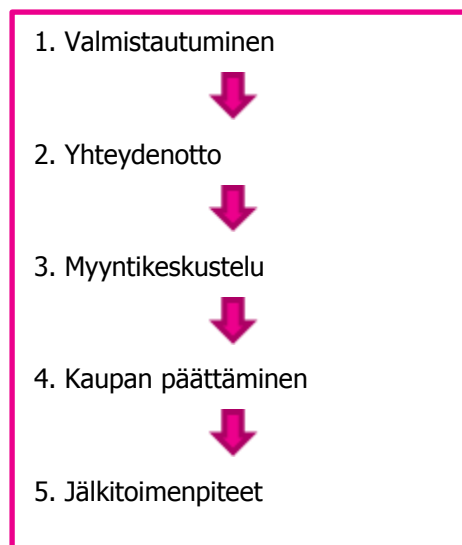 1. Valmistautuminen
2. Yhteydenotto
3. Myyntikeskustelu
4. Kaupan päättäminen
5. Jälkitoimenpiteet